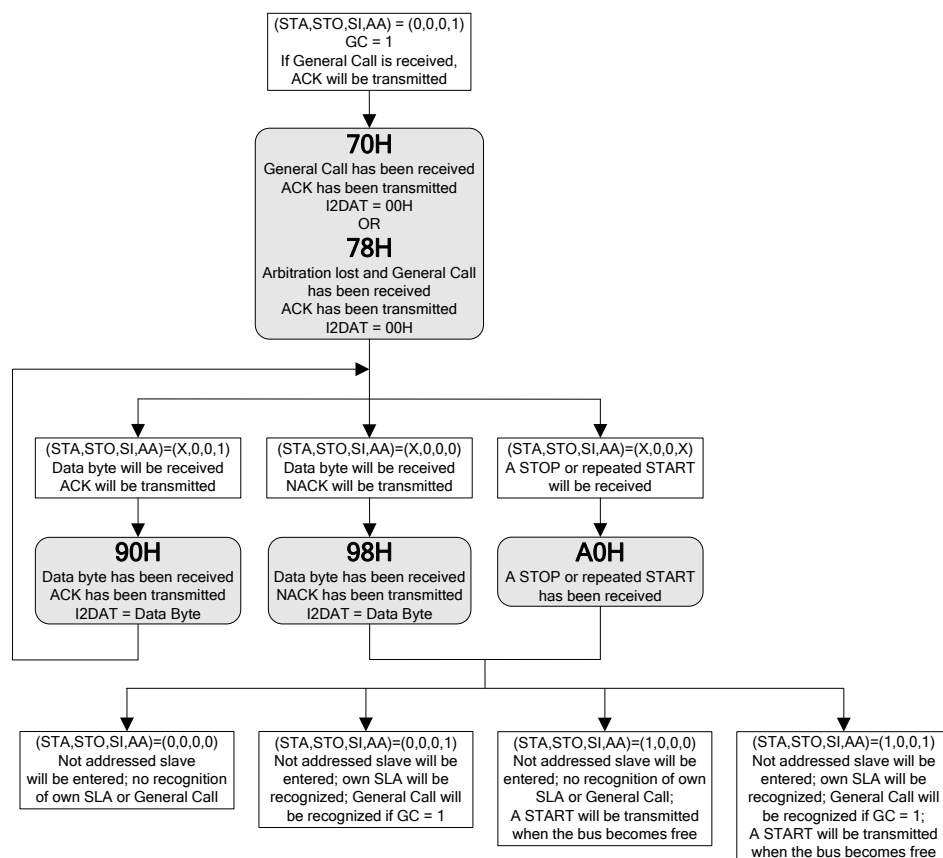 (STA,STO,SI,AA) = (0,0,0,1)
GC = 1
If General Call is received,
ACK will be transmitted
70H
General Call has been received
ACK has been transmitted
I2DAT = 00H
OR
78H
Arbitration lost and General Call
has been received
ACK has been transmitted
I2DAT = 00H
(STA,STO,SI,AA)=(X,0,0,1)
Data byte will be received
ACK will be transmitted
(STA,STO,SI,AA)=(X,0,0,0)
Data byte will be received
NACK will be transmitted
(STA,STO,SI,AA)=(X,0,0,X)
A STOP or repeated START
will be received
90H
Data byte has been received
ACK has been transmitted
I2DAT = Data Byte
98H
Data byte has been received
NACK has been transmitted
I2DAT = Data Byte
A0H
A STOP or repeated START
has been received
(STA,STO,SI,AA)=(0,0,0,0)
Not addressed slave
will be entered; no recognition
of own SLA or General Call
(STA,STO,SI,AA)=(0,0,0,1)
Not addressed slave will be
entered; own SLA will be
recognized; General Call will
be recognized if GC = 1
(STA,STO,SI,AA)=(1,0,0,0)
Not addressed slave will be
entered; no recognition of own
SLA or General Call;
A START will be transmitted
when the bus becomes free
(STA,STO,SI,AA)=(1,0,0,1)
Not addressed slave will be
entered; own SLA will be
recognized; General Call will
be recognized if GC = 1;
A START will be transmitted
when the bus becomes free